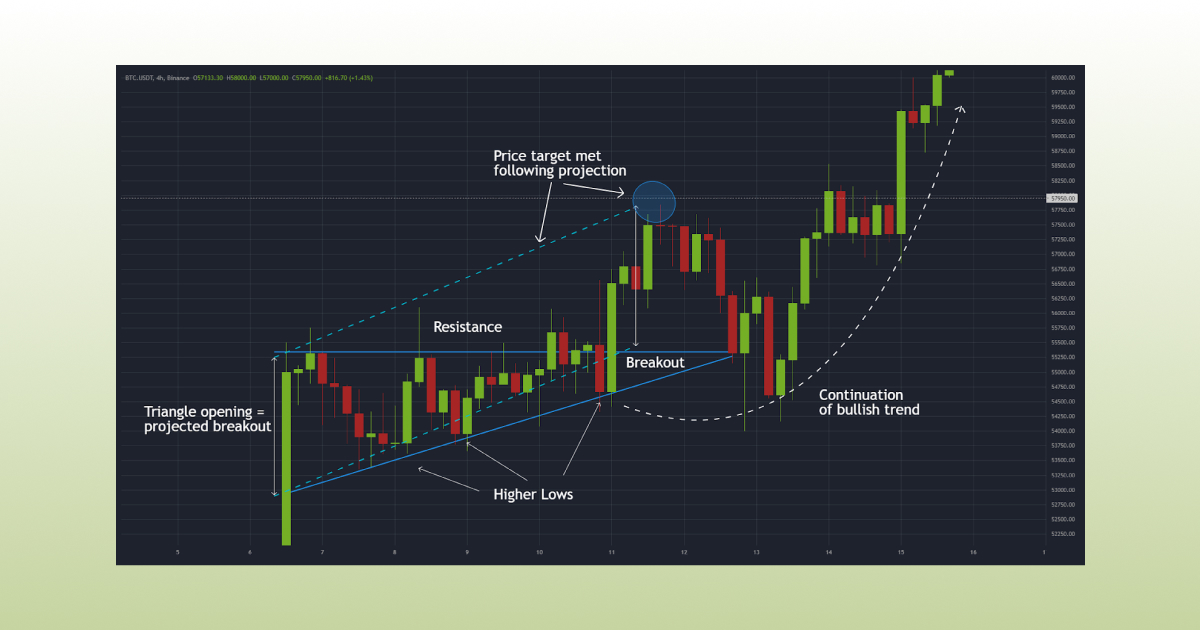 BTC.USDT, 4h, Binance O57133.30 H58000.00 L57000.00 C57950.00 +816.70 (+1.43%)
60000.00
59750.00
59500.00
59250.00
59000.00
58750.00
58500.00
58250.00
57950.00
57750.00
57500.00
57250.00
57000.00
56750.00
56500.00
56250.00
56000.00
55750.00
55500.00
55250.00
55000.00
54750.00
54500.00
54250.00
54000.00
53750.00
53500.00
53250.00
53000.00
52750.00
52500.00
52250.00
Price target met
following projection
Resistance
Breakout
Triangle opening =
projected breakout
Continuation
of bullish trend
Higher Lows
5 6 7 8 9 10 11 12 13 14 15 16 1